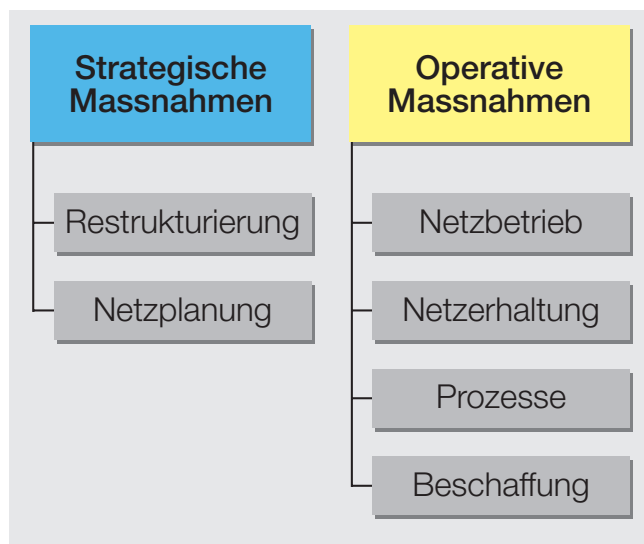 Strategische
Massnahmen
Restrukturierung
Netzplanung
Operative
Massnahmen
Netzbetrieb
Netzerhaltung
Prozesse
Beschaffung